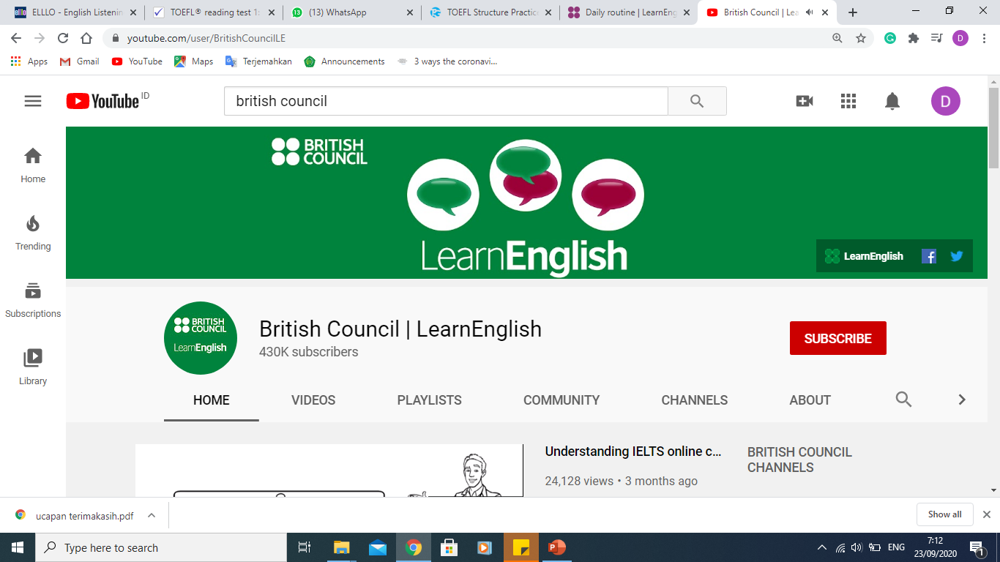 ELLLO - English Listenin
TOEFL® reading test 1:
(13) WhatsApp
TOEFL Structure Practice
Daily routine | LearnEng
British Council | Lea
youtube.com/user/BritishCouncilLE
D
Apps
Gmail
YouTube
Maps
Terjemahkan
Announcements
3 ways the coronavi...
YouTube ID
british council
D
BRITISH
COUNCIL
LearnEnglish
LearnEnglish
Home
Trending
Subscriptions
Library
BRITISH
COUNCIL
LearnEnglish
British Council | LearnEnglish
430K subscribers
SUBSCRIBE
HOME VIDEOS PLAYLISTS COMMUNITY CHANNELS ABOUT
Understanding IELTS online c...
24,128 views • 3 months ago
BRITISH COUNCIL
CHANNELS
ucapan terimakasih.pdf
Show all
Type here to search
ENG
7:12
23/09/2020
1